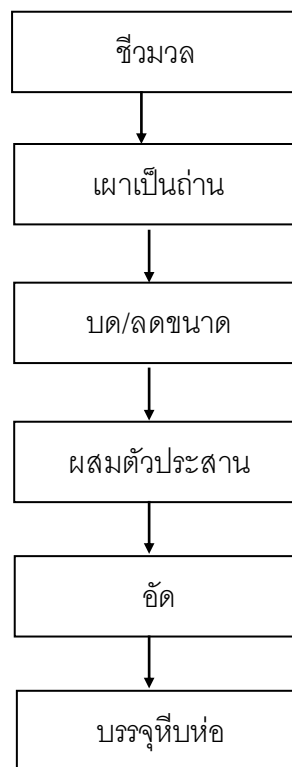 ชีวมวล
เผาเป็นถ่าน
บด/ลดขนาด
ผสมตัวประสาน
อัด
บรรจุหีบห่อ